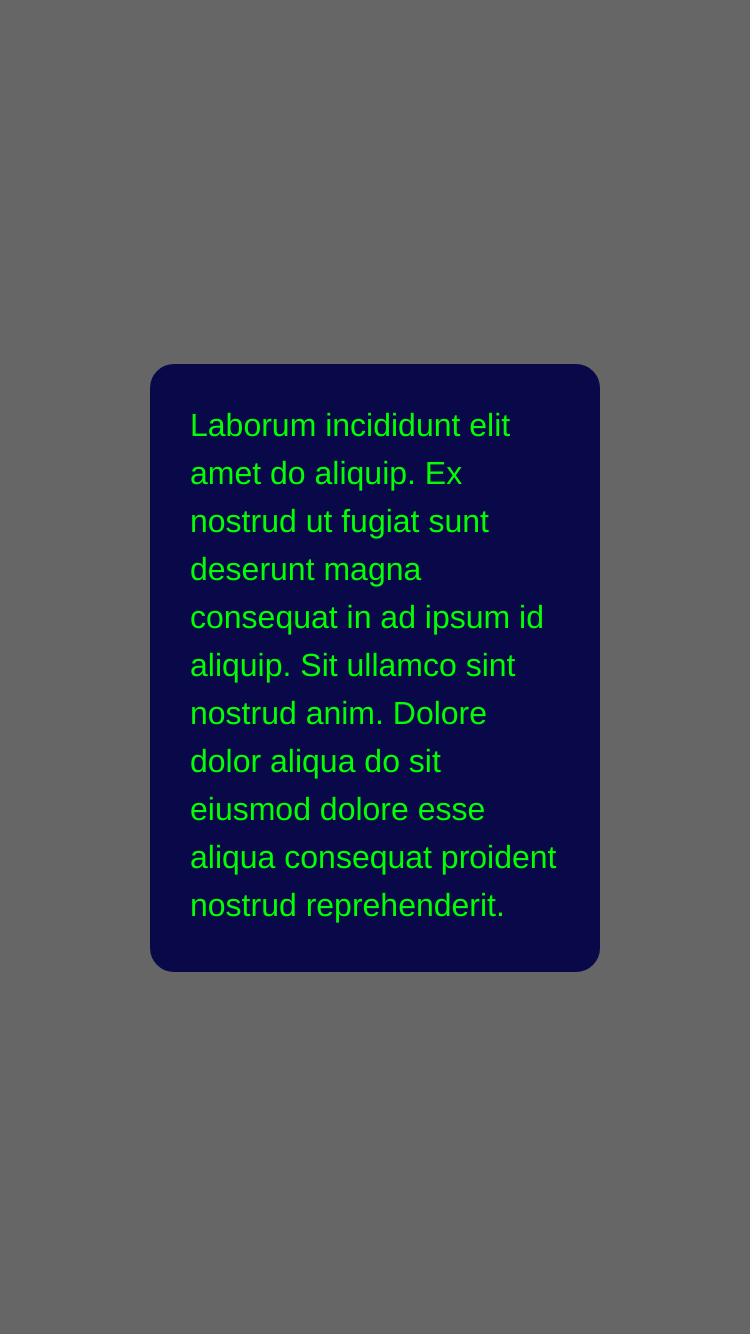 Laborum incididunt elit
amet do aliquip. Ex
nostrud ut fugiat sunt
deserunt magna
consequat in ad ipsum id
aliquip. Sit ullamco sint
nostrud anim. Dolore
dolor aliqua do sit
eiusmod dolore esse
aliqua consequat proident
nostrud reprehenderit.